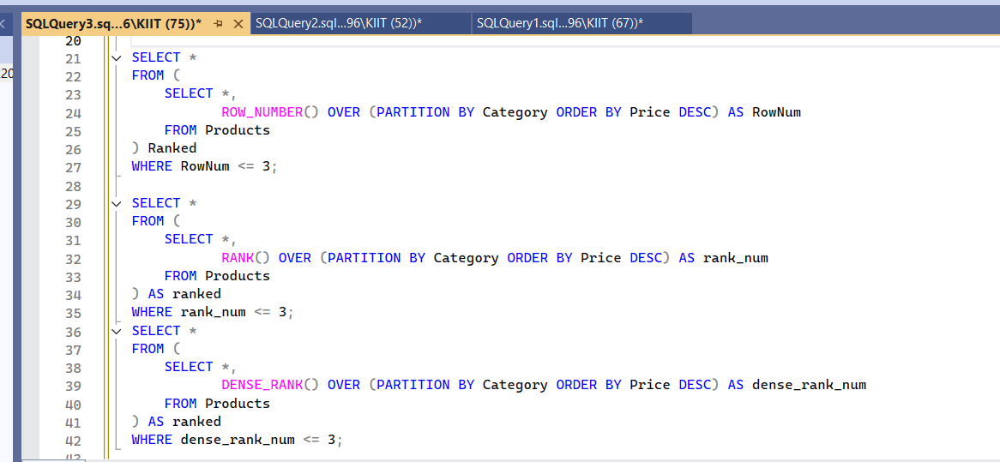 SQLQuery3.sq...6\KIIT (75))* SQLQuery2.sql...96\KIIT (52))* SQLQuery1.sql...96\KIIT (67))*
20
21 SELECT *
22 FROM (
23 SELECT *,
24 ROW_NUMBER() OVER (PARTITION BY Category ORDER BY Price DESC) AS RowNum
25 FROM Products
26 ) Ranked
27 WHERE RowNum <= 3;
28
29 SELECT *
30 FROM (
31 SELECT *,
32 RANK() OVER (PARTITION BY Category ORDER BY Price DESC) AS rank_num
33 FROM Products
34 ) AS ranked
35 WHERE rank_num <= 3;
36 SELECT *
37 FROM (
38 SELECT *,
39 DENSE_RANK() OVER (PARTITION BY Category ORDER BY Price DESC) AS dense_rank_num
40 FROM Products
41 ) AS ranked
42 WHERE dense_rank_num <= 3;